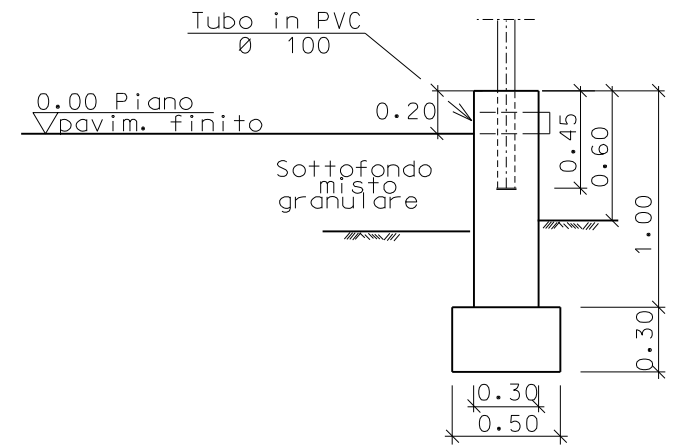 Tubo in PVC
Ø 100
0.00 Piano
pavim. finito
0.20
0.45
0.60
Sottofondo
misto
granulare
1.00
0.30
0.30
0.50